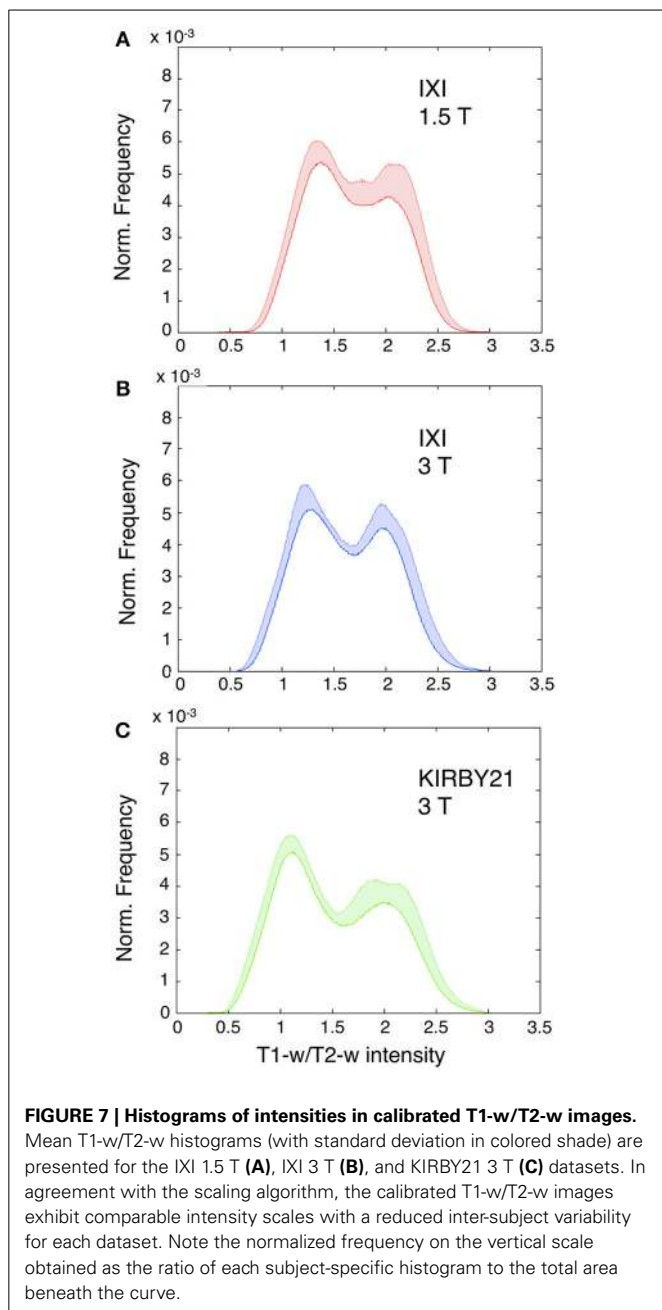 A
x 10-3
8
7
6
5
4
3
2
1
0
Norm. Frequency
IXI
1.5 T
0 0.5 1 1.5 2 2.5 3 3.5
B
x 10-3
8
7
6
5
4
3
2
1
0
Norm. Frequency
IXI
3 T
0 0.5 1 1.5 2 2.5 3 3.5
C
x 10-3
8
7
6
5
4
3
2
1
0
Norm. Frequency
KIRBY21
3 T
0 0.5 1 1.5 2 2.5 3 3.5
T1-w/T2-w intensity
FIGURE 7 | Histograms of intensities in calibrated T1-w/T2-w images.
Mean T1-w/T2-w histograms (with standard deviation in colored shade) are
presented for the IXI 1.5 T (A), IXI 3 T (B), and KIRBY21 3 T (C) datasets. In
agreement with the scaling algorithm, the calibrated T1-w/T2-w images
exhibit comparable intensity scales with a reduced inter-subject variability
for each dataset. Note the normalized frequency on the vertical scale
obtained as the ratio of each subject-specific histogram to the total area
beneath the curve.